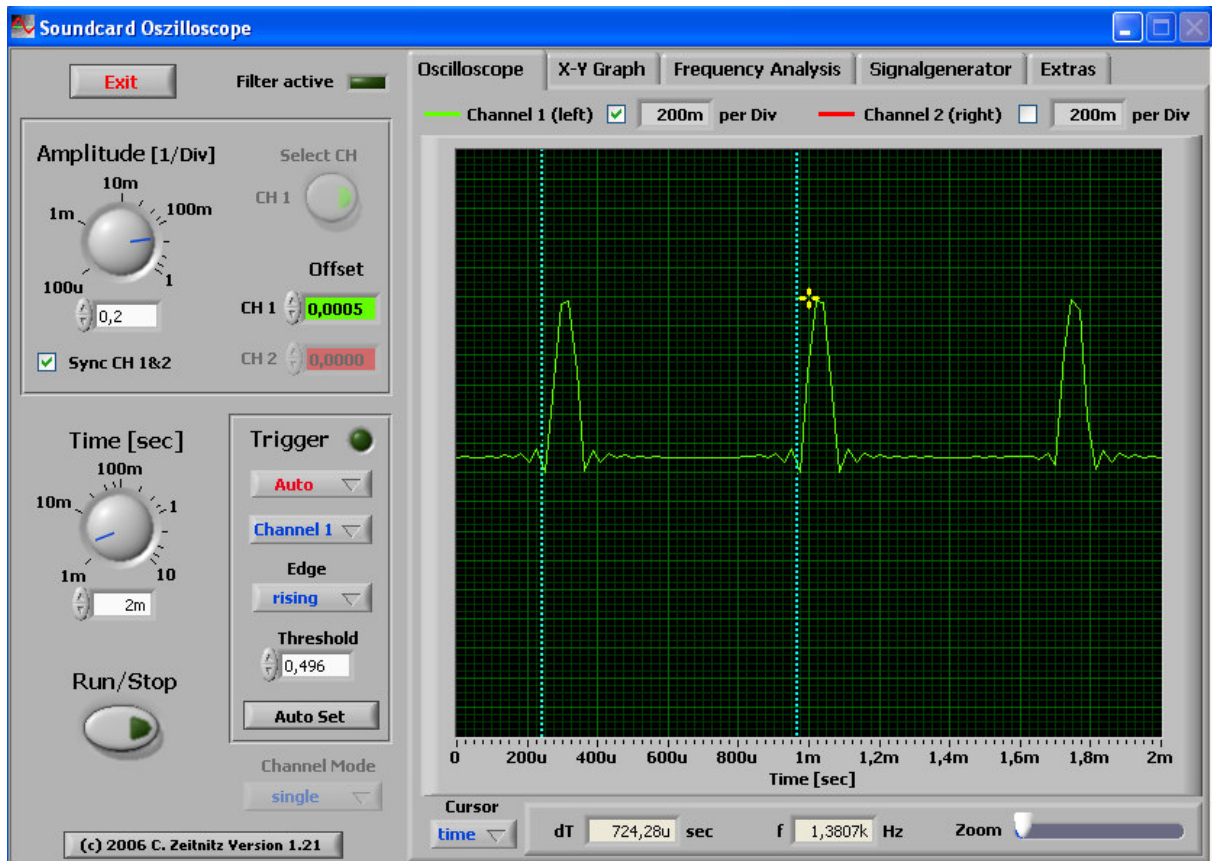 Soundcard Oszilloscope
Exit
Filter active
Amplitude [1/Div]
Select CH
10m
1m
100m
CH 1
100u
1
Offset
0,2
CH 1 0,0005
Sync CH 1&2
CH 2 0,0000
Time [sec]
100m
10m
1
1m
10
2m
Run/Stop
Trigger
Auto
Channel 1
Edge
rising
Threshold
0,496
Auto Set
Channel Mode
single
(c) 2006 C. Zeitnitz Version 1.21
Oscilloscope X-Y Graph Frequency Analysis Signalgenerator Extras
Channel 1 (left) 200m per Div Channel 2 (right) 200m per Div
0 200u 400u 600u 800u 1m 1,2m 1,4m 1,6m 1,8m 2m
Time [sec]
Cursor
time dT 724,28u sec f 1,3807k Hz Zoom